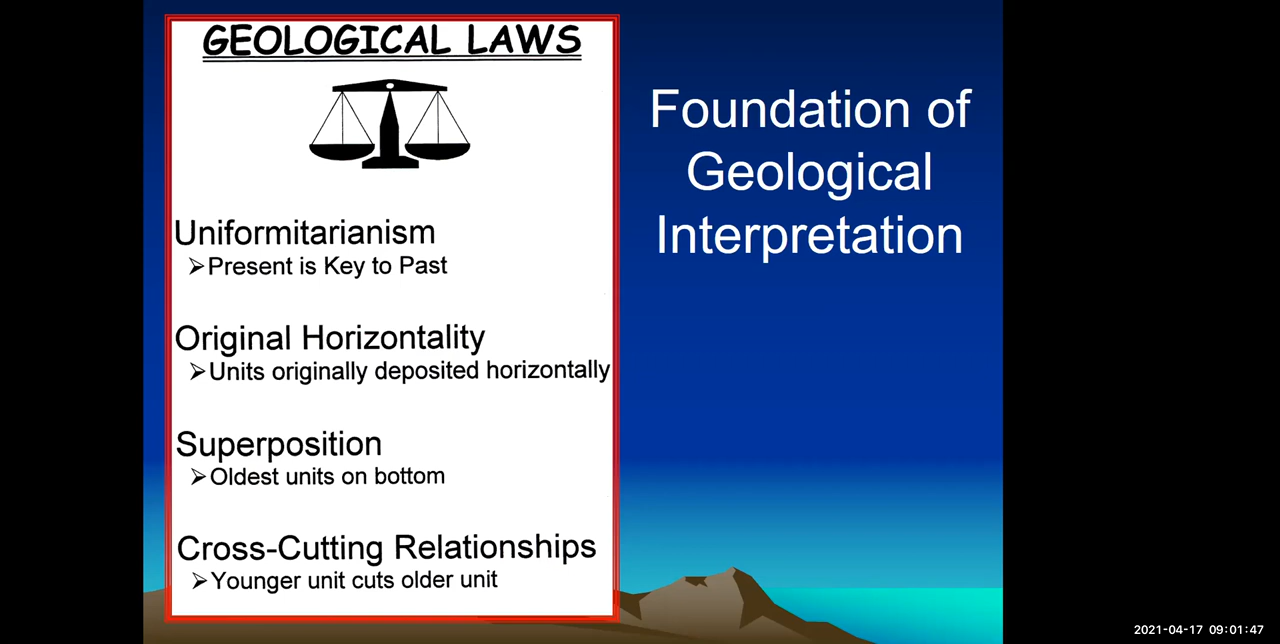 GEOLOGICAL LAWS
Uniformitarianism
➢Present is Key to Past
Original Horizontality
➢Units originally deposited horizontally
Superposition
➢Oldest units on bottom
Cross-Cutting Relationships
➢Younger unit cuts older unit
Foundation of
Geological
Interpretation
2021-04-17 09:01:47